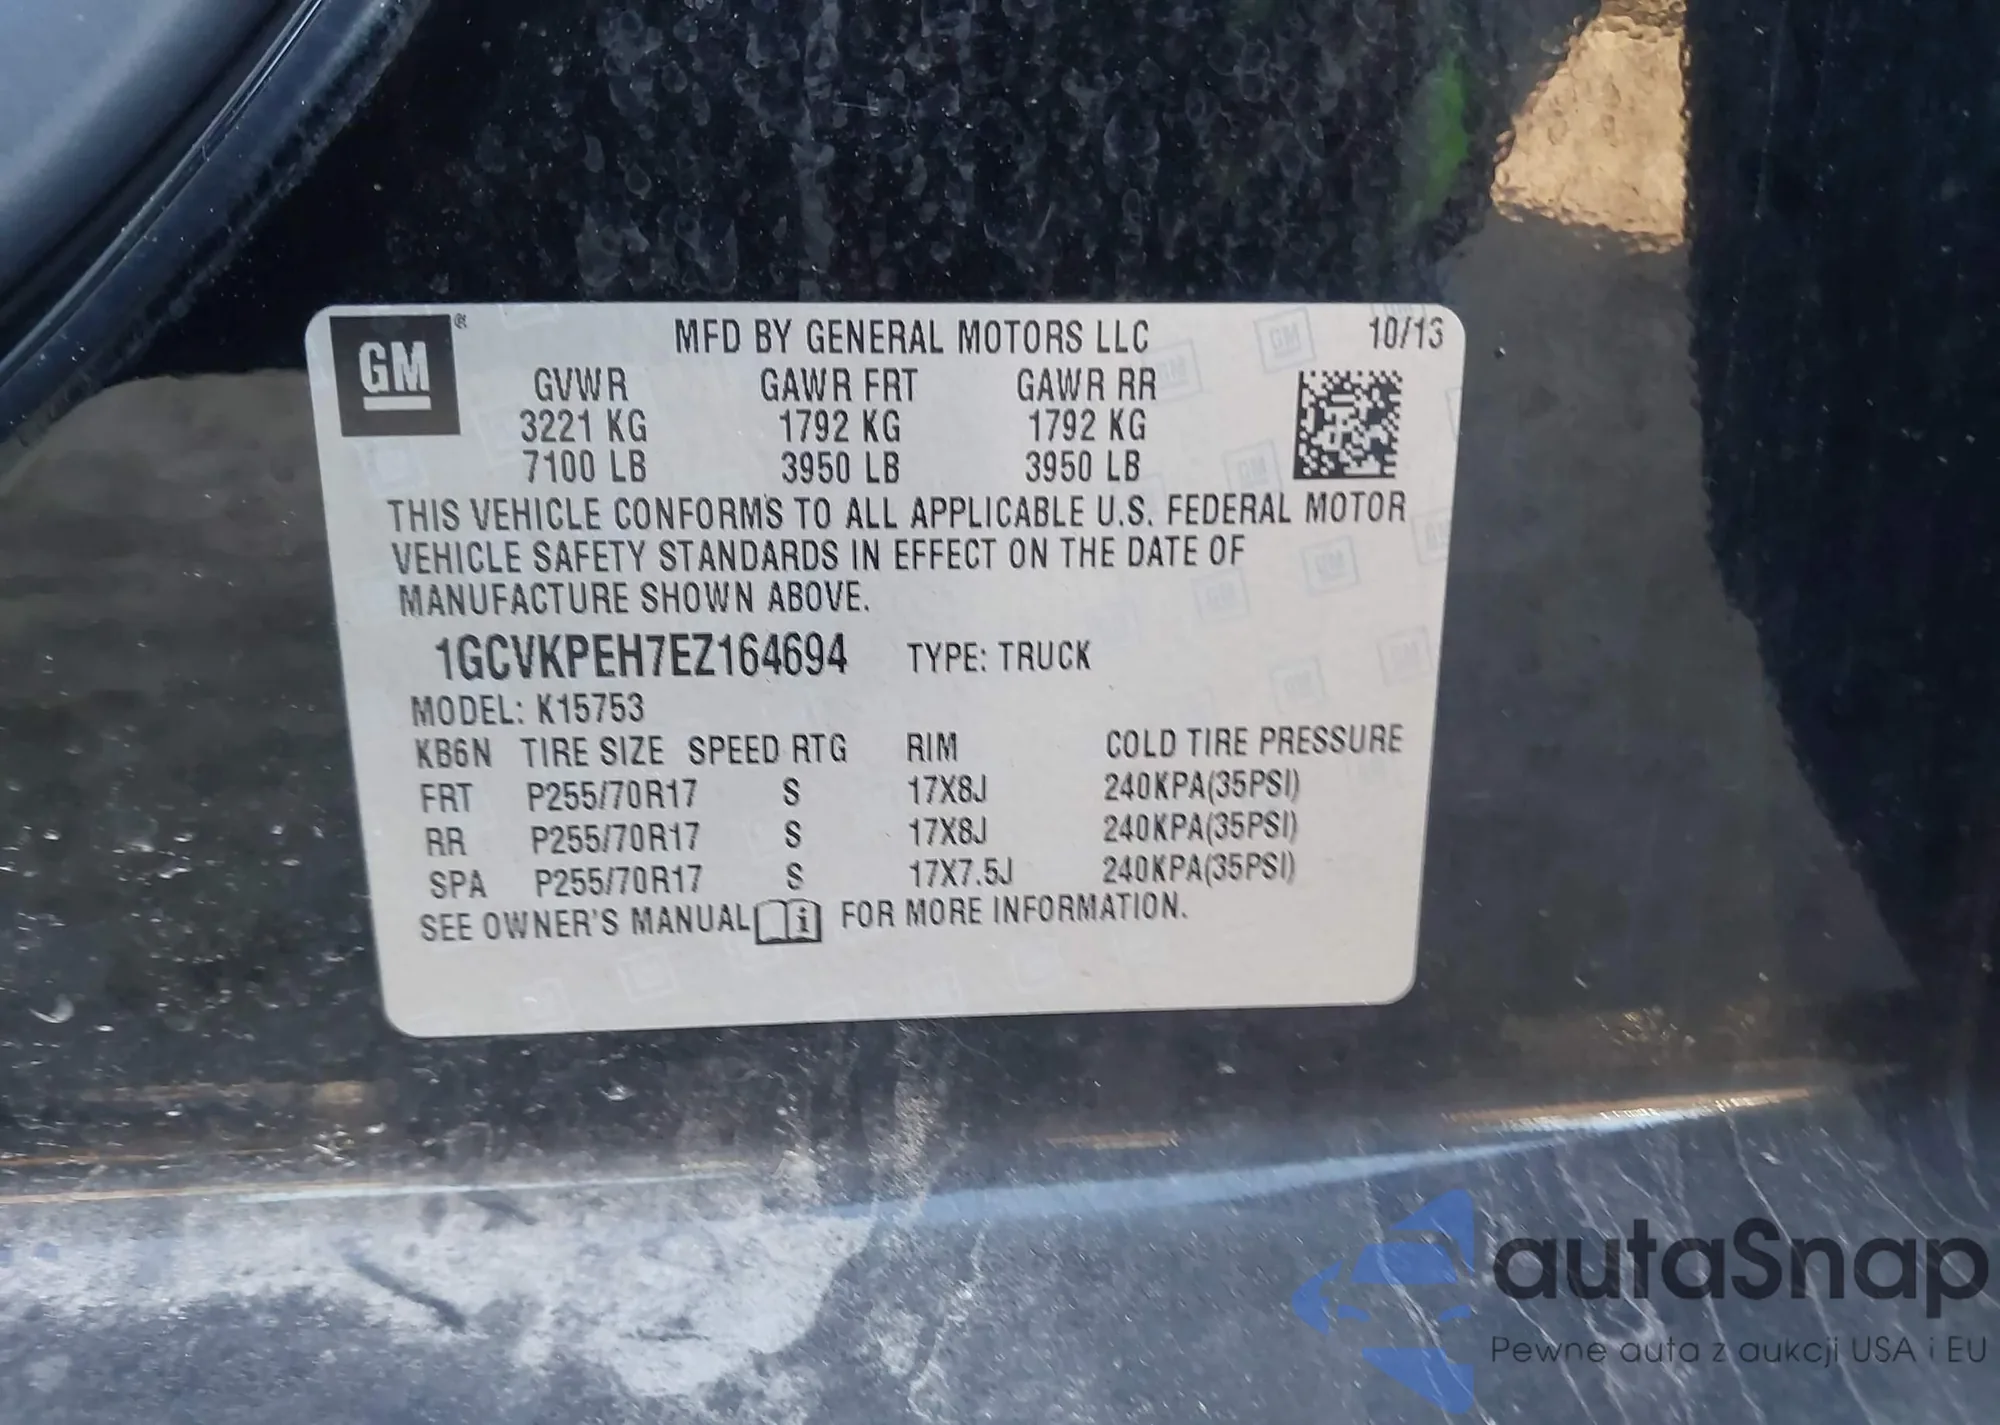 GM ®
MFD BY GENERAL MOTORS LLC 10/13
GVWR GAWR FRT GAWR RR
3221 KG 1792 KG 1792 KG
7100 LB 3950 LB 3950 LB
THIS VEHICLE CONFORMS TO ALL APPLICABLE U.S. FEDERAL MOTOR
VEHICLE SAFETY STANDARDS IN EFFECT ON THE DATE OF
MANUFACTURE SHOWN ABOVE.
1GCVKPEH7EZ164694 TYPE: TRUCK
MODEL: K15753
KB6N TIRE SIZE SPEED RTG RIM COLD TIRE PRESSURE
FRT P255/70R17 S 17X8J 240KPA(35PSI)
RR P255/70R17 S 17X8J 240KPA(35PSI)
SPA P255/70R17 S 17X7.5J 240KPA(35PSI)
SEE OWNER'S MANUAL i FOR MORE INFORMATION.
autaSnap
Pewne auta z aukcji USA i EU